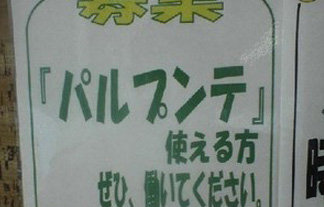 募集
『パルプンテ』
使える方
ぜひ、働いてください。
時